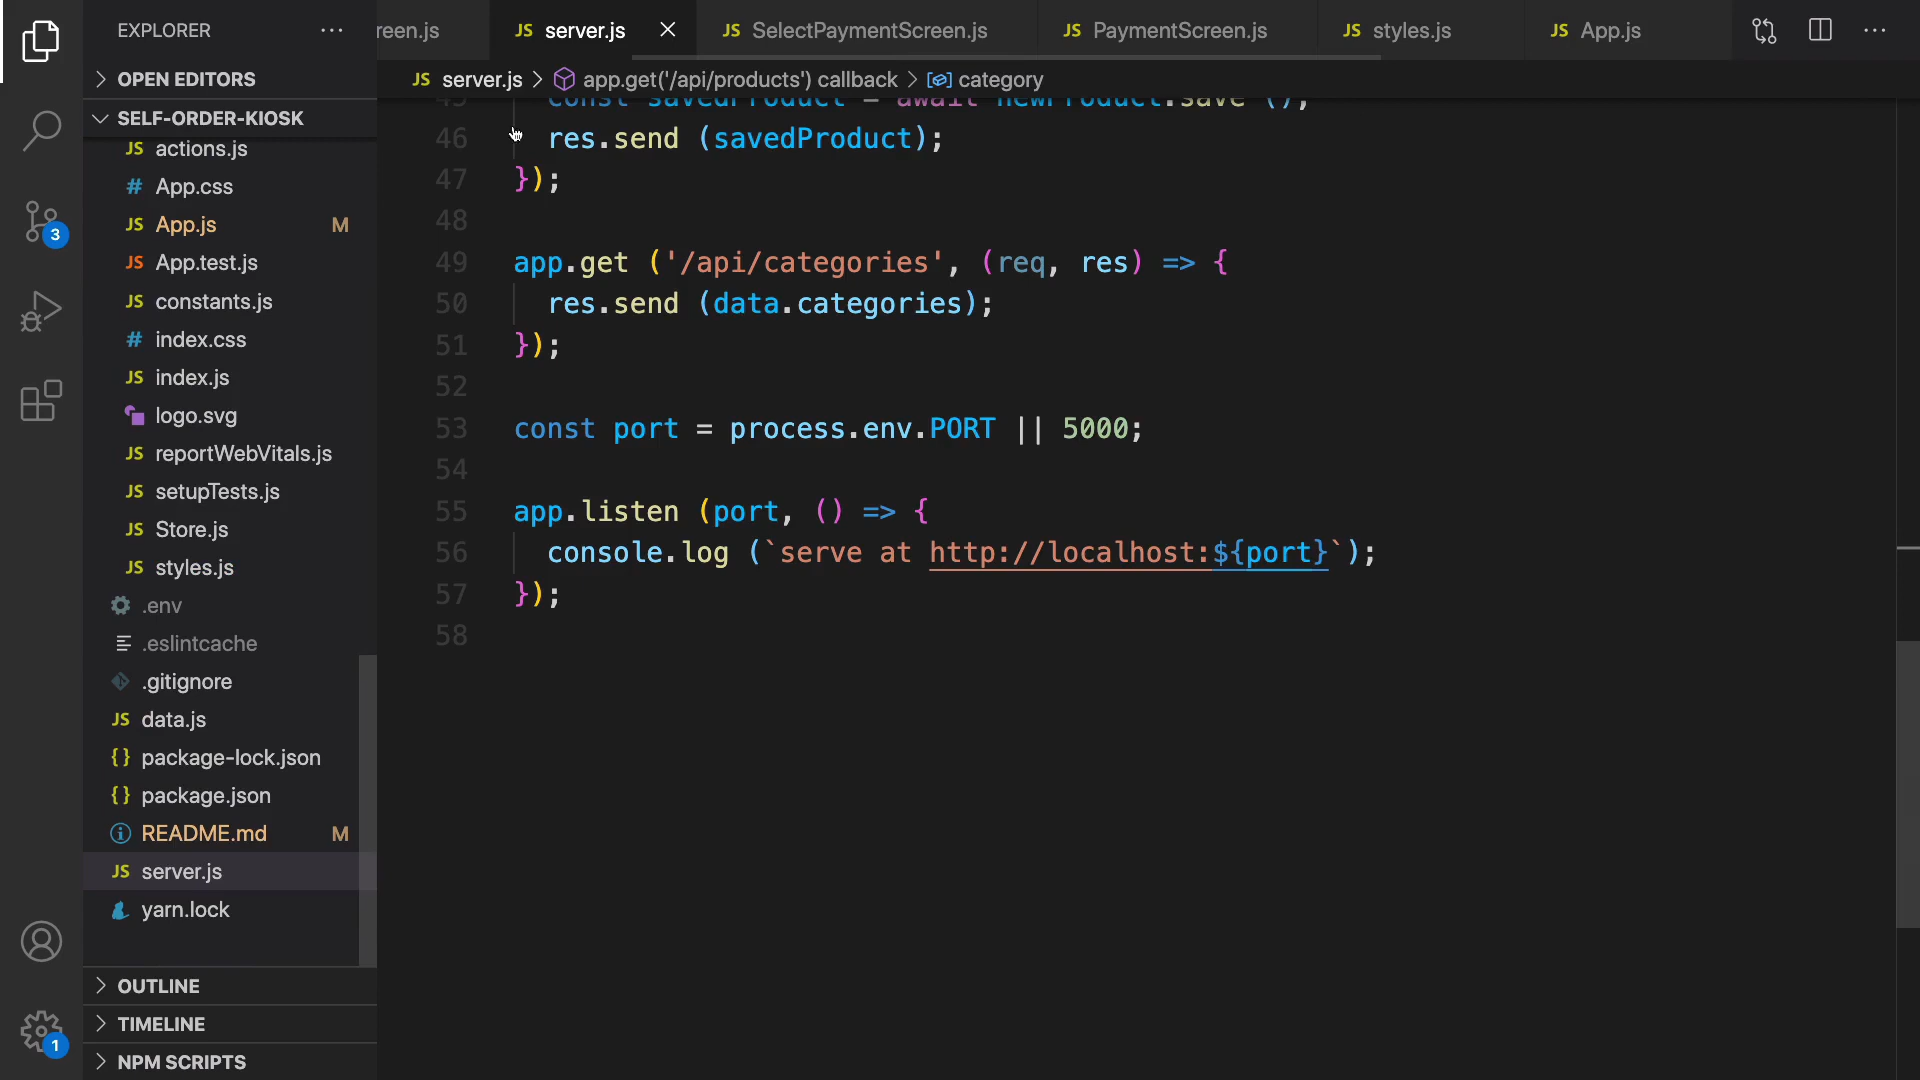 EXPLORER
reen.js
JS server.js
JS SelectPaymentScreen.js
JS PaymentScreen.js
JS styles.js
JS App.js
OPEN EDITORS
JS server.js > app.get('/api/products') callback > category
SELF-ORDER-KIOSK
JS actions.js
# App.css
JS App.js M
JS App.test.js
JS constants.js
# index.css
JS index.js
logo.svg
JS reportWebVitals.js
JS setupTests.js
JS Store.js
JS styles.js
.env
.eslintcache
.gitignore
JS data.js
{} package-lock.json
{} package.json
README.md M
JS server.js
yarn.lock
OUTLINE
TIMELINE
NPM SCRIPTS
3
1
45 const savedProduct = await newProduct.save ();
46 res.send (savedProduct);
47 });
48
49 app.get ('/api/categories', (req, res) => {
50 res.send (data.categories);
51 });
52
53 const port = process.env.PORT || 5000;
54
55 app.listen (port, () => {
56 console.log (`serve at http://localhost:${port}`);
57 });
58